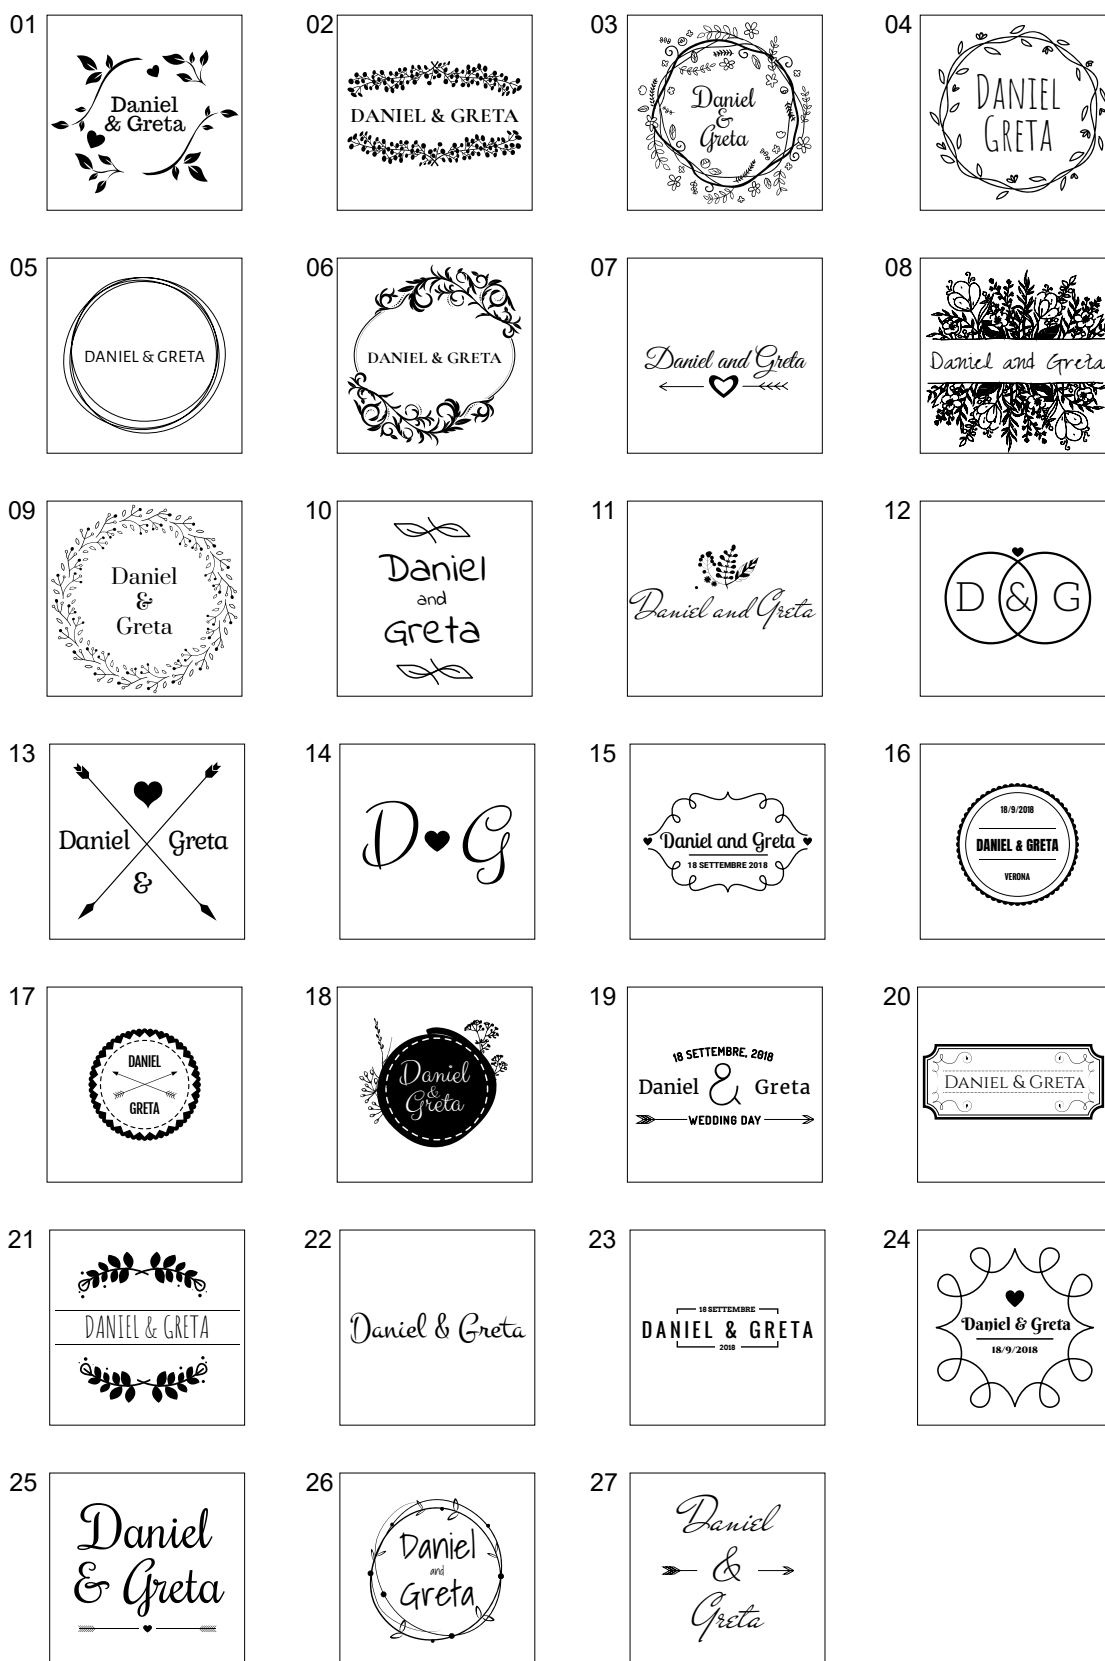 01
Daniel
& Greta
02
DANIEL & GRETA
03
Daniel
&
Greta
04
DANIEL
GRETA
05
DANIEL & GRETA
06
DANIEL & GRETA
07
Daniel and Greta
08
Daniel and Greta
09
Daniel
&
Greta
10
Daniel
and
Greta
11
Daniel and Greta
12
D & G
13
Daniel Greta
&
14
D G
15
Daniel and Greta
18 SETTEMBRE 2018
16
18/9/2018
DANIEL & GRETA
VERONA
17
DANIEL
GRETA
18
Daniel
&
Greta
19
18 SETTEMBRE, 2018
Daniel & Greta
WEDDING DAY
20
DANIEL & GRETA
21
DANIEL & GRETA
22
Daniel & Greta
23
18 SETTEMBRE
DANIEL & GRETA
2018
24
Daniel & Greta
18/9/2018
25
Daniel
& Greta
26
Daniel
and
Greta
27
Daniel
&
Greta